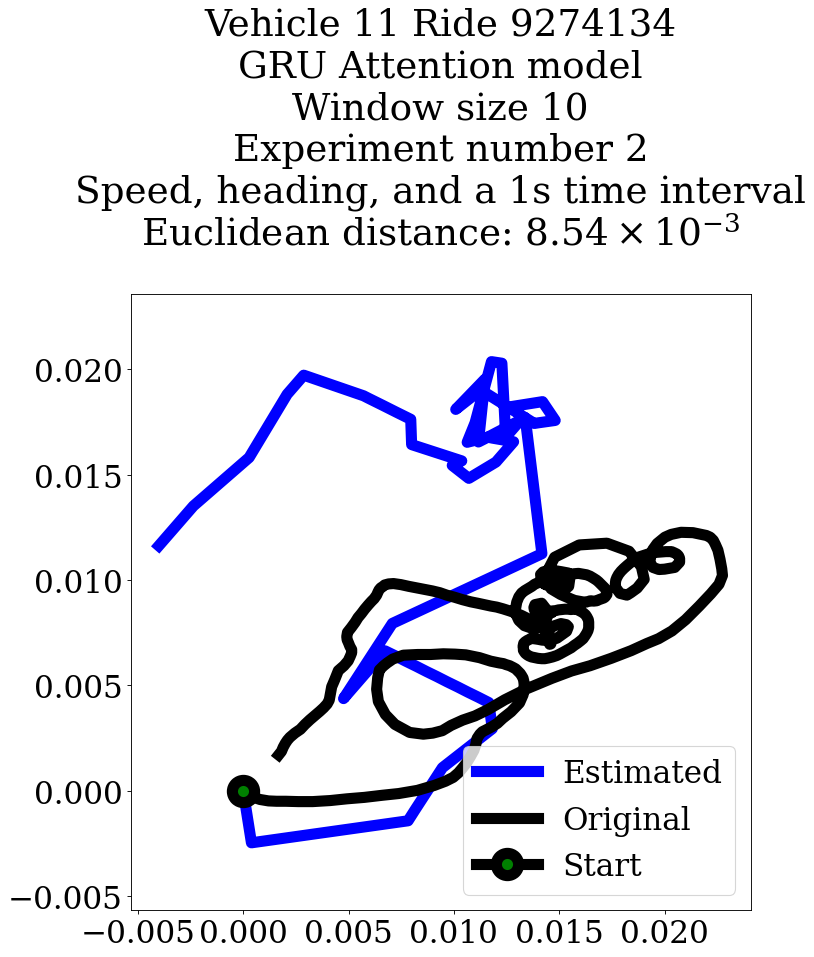 Vehicle 11 Ride 9274134
GRU Attention model
Window size 10
Experiment number 2
Speed, heading, and a 1s time interval
Euclidean distance: 8.54 × 10⁻³
0.020
0.015
0.010
0.005
0.000
−0.005
Estimated
Original
Start
−0.005 0.000 0.005 0.010 0.015 0.020